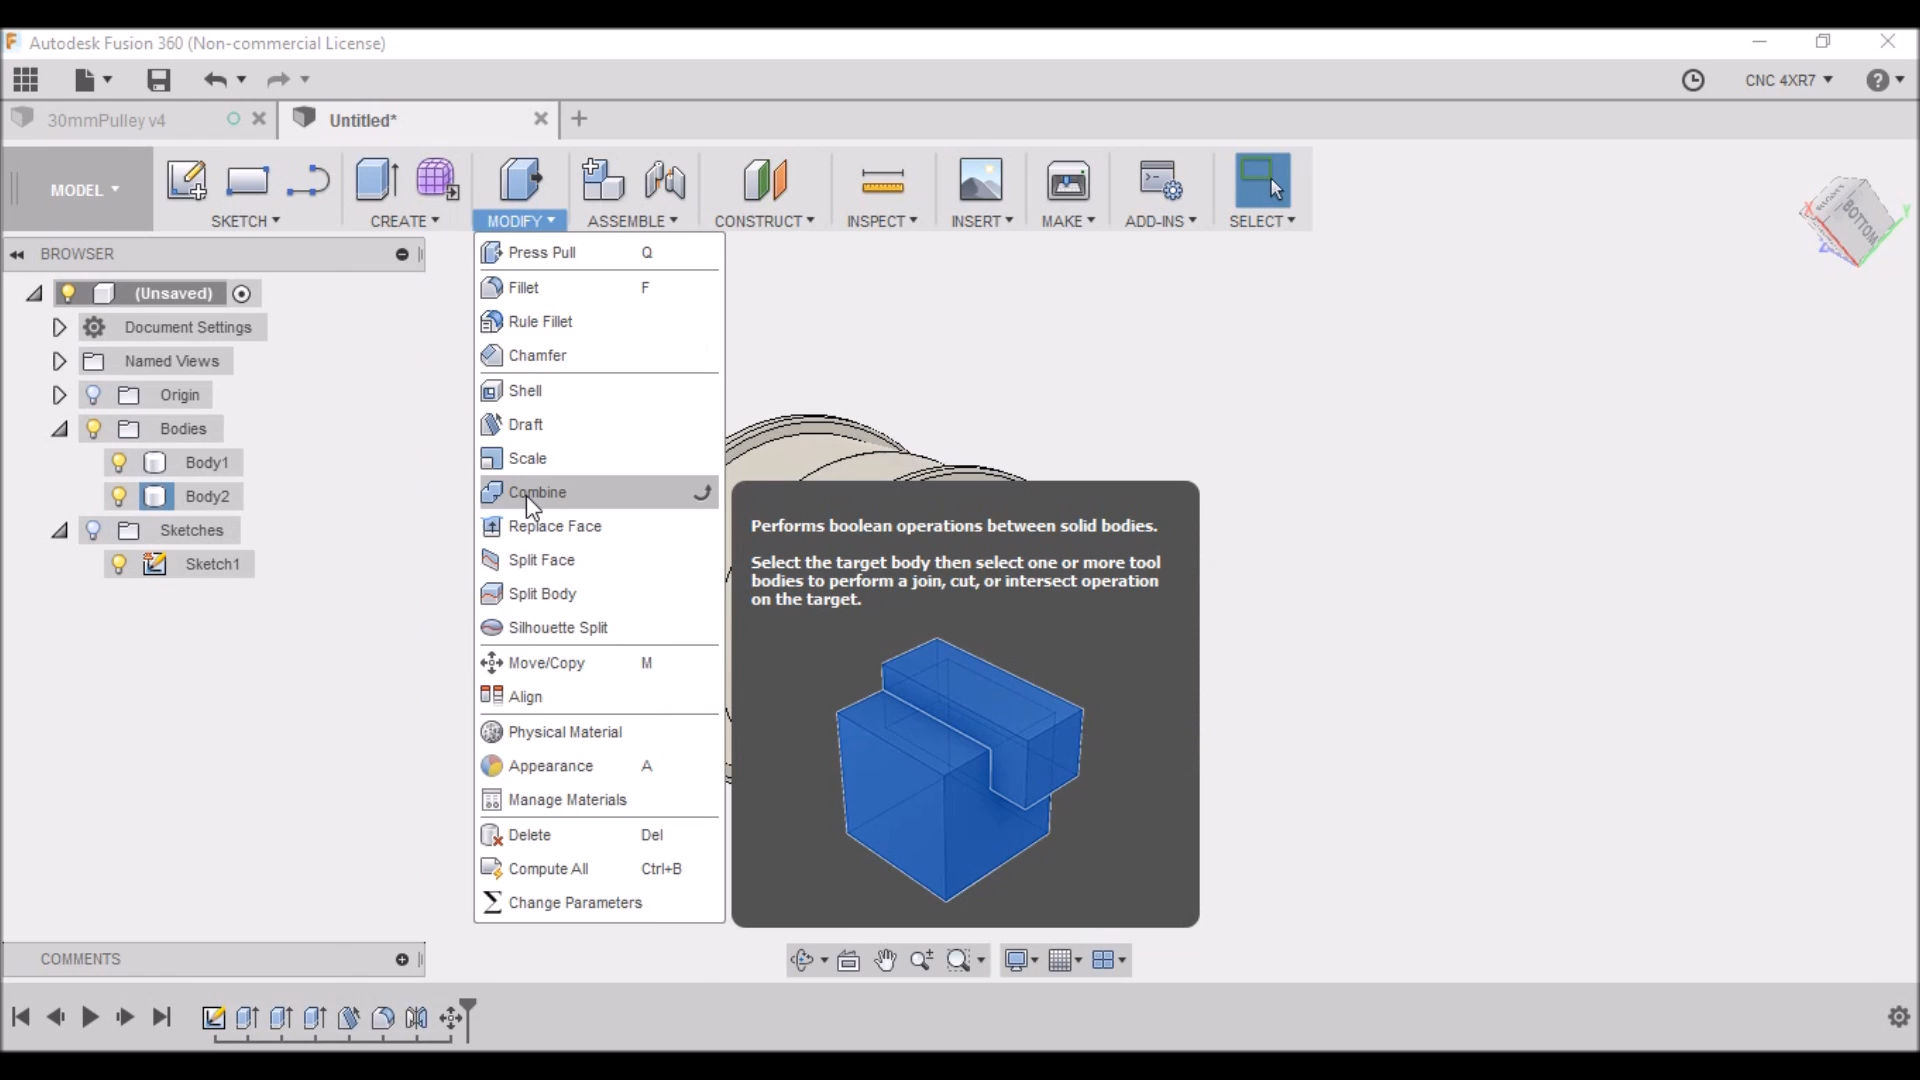 Autodesk Fusion 360 (Non-commercial License)
CNC 4XR7
30mmPulley v4
Untitled*
MODEL
SKETCH
CREATE
MODIFY
ASSEMBLE
CONSTRUCT
INSPECT
INSERT
MAKE
ADD-INS
SELECT
BOTTOM
X
Y
Z
BROWSER
(Unsaved)
Document Settings
Named Views
Origin
Bodies
Body1
Body2
Sketches
Sketch1
Press Pull Q
Fillet F
Rule Fillet
Chamfer
Shell
Draft
Scale
Combine
Replace Face
Split Face
Split Body
Silhouette Split
Move/Copy M
Align
Physical Material
Appearance A
Manage Materials
Delete Del
Compute All Ctrl+B
Change Parameters
Performs boolean operations between solid bodies.
Select the target body then select one or more tool
bodies to perform a join, cut, or intersect operation
on the target.
COMMENTS